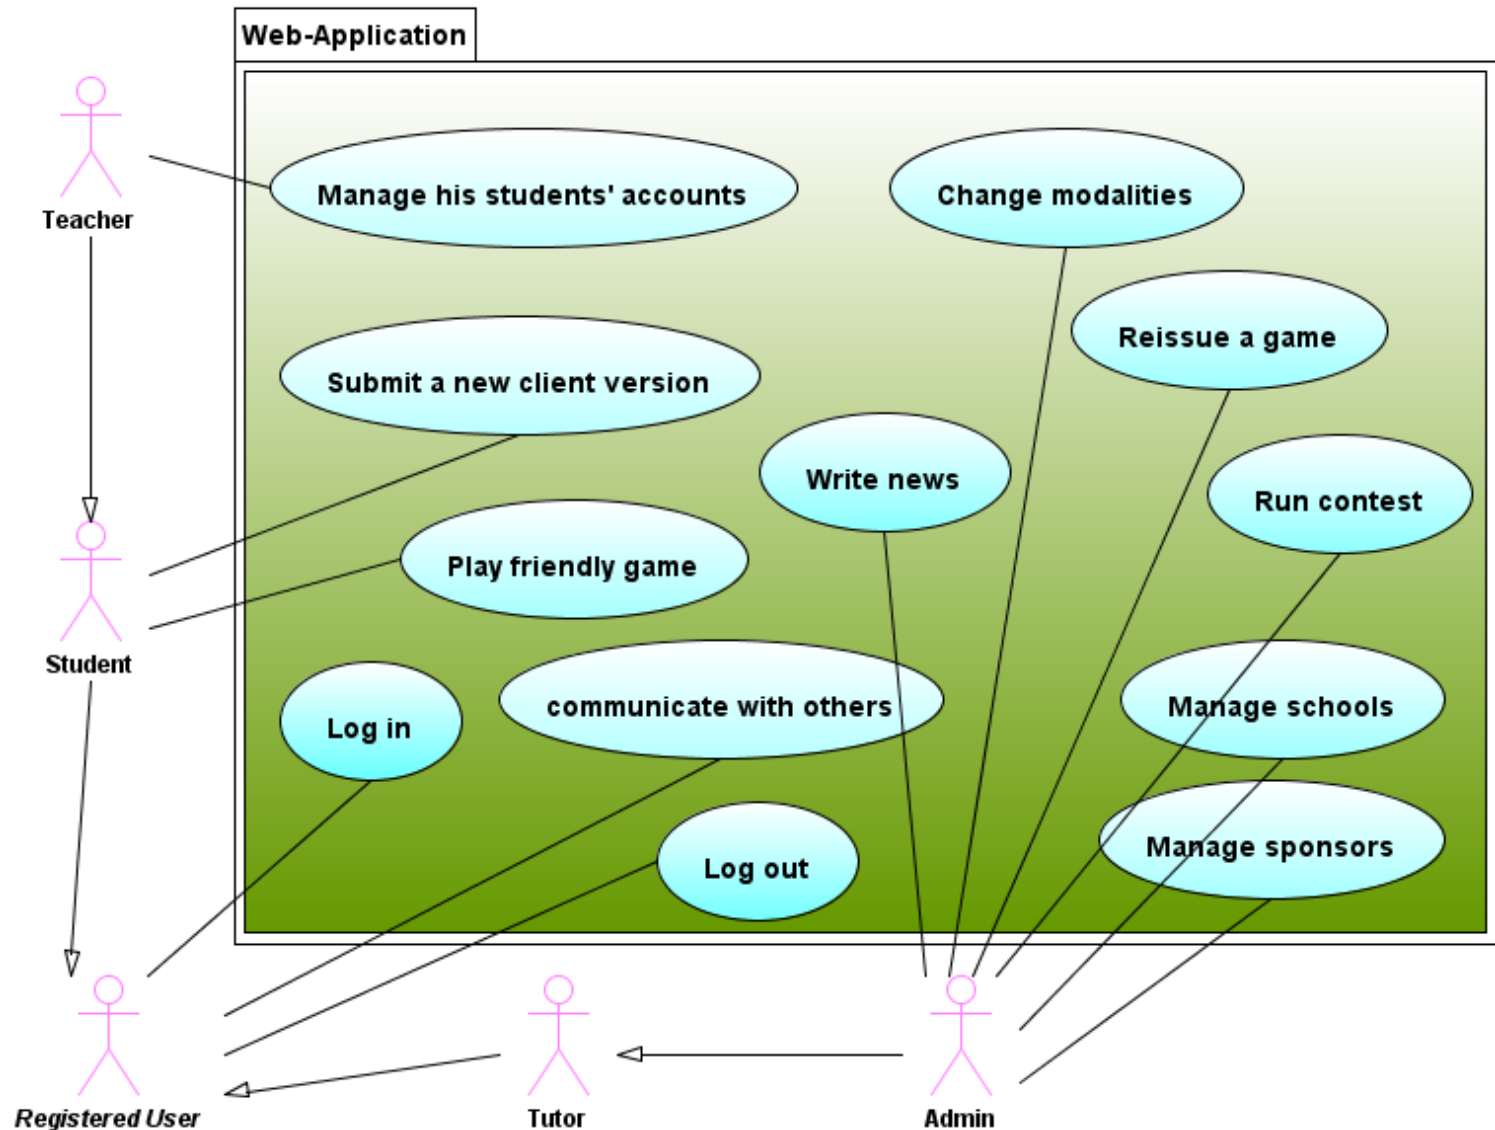 Web-Application
Teacher
Manage his students' accounts
Change modalities
Reissue a game
Submit a new client version
Write news
Run contest
Play friendly game
Student
Log in
communicate with others
Manage schools
Log out
Manage sponsors
Registered User
Tutor
Admin